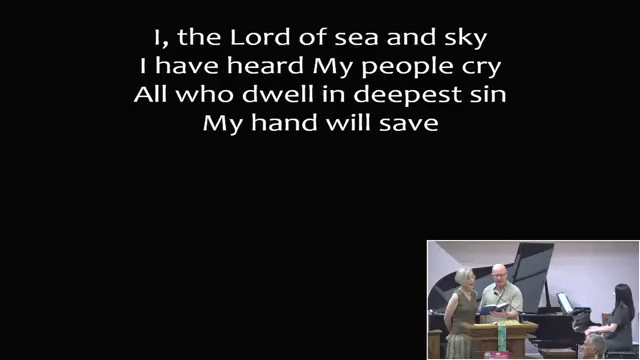 I, the Lord of sea and sky
I have heard My people cry
All who dwell in deepest sin
My hand will save